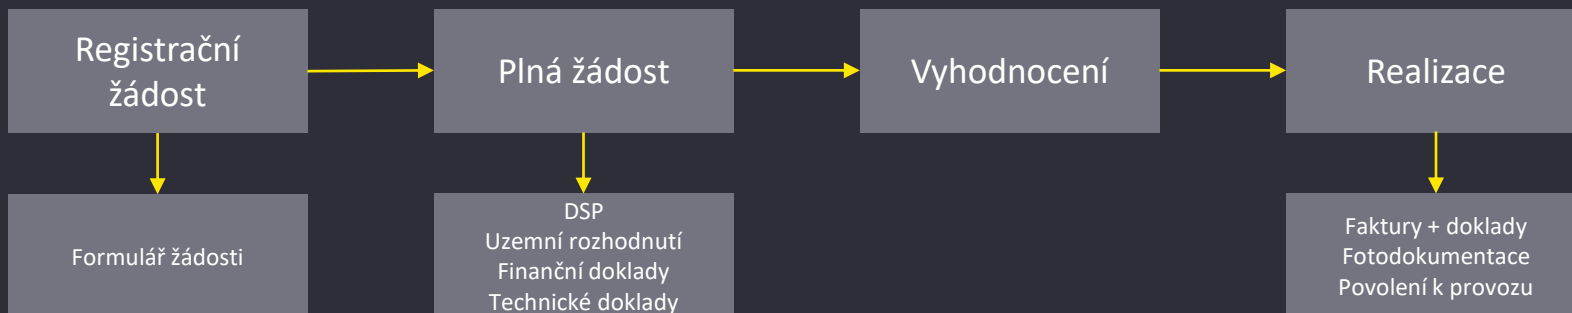 Registrační
žádost
Plná žádost
Vyhodnocení
Realizace
Formulář žádosti
DSP
Uzemní rozhodnutí
Finanční doklady
Technické doklady
Faktury + doklady
Fotodokumentace
Povolení k provozu